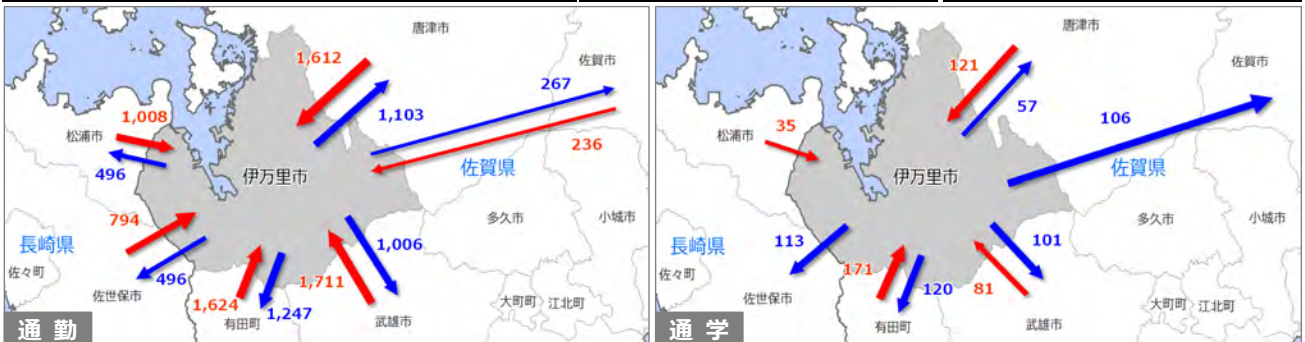 唐津市
佐賀市
1,612
267
1,103
1,008
松浦市
236
496
伊万里市
佐賀県
794
多久市
小城市
長崎県
1,006
佐々町
496
1,711
佐世保市
1,624
1,247
有田町
武雄市
大町町
江北町
通 勤
唐津市
佐賀市
121
57
106
35
松浦市
伊万里市
佐賀県
多久市
小城市
長崎県
113
101
佐々町
171
120
81
佐世保市
有田町
武雄市
大町町
江北町
通 学